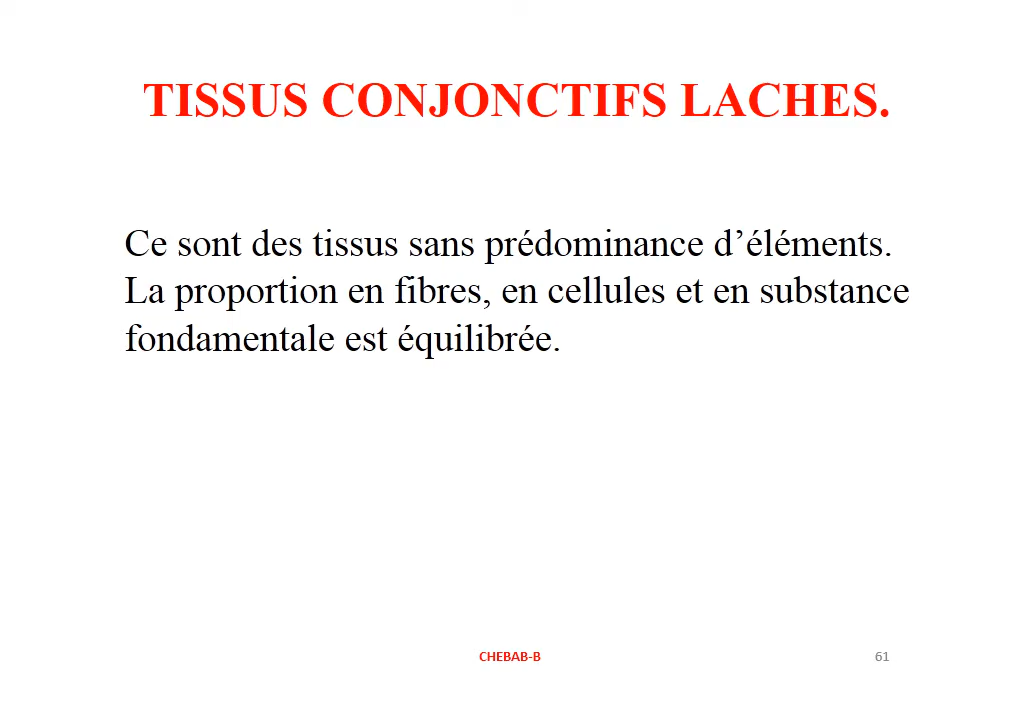 TISSUS CONJONCTIFS LACHES.
Ce sont des tissus sans prédominance d’éléments.
La proportion en fibres, en cellules et en substance
fondamentale est équilibrée.
CHEBAB-B
61